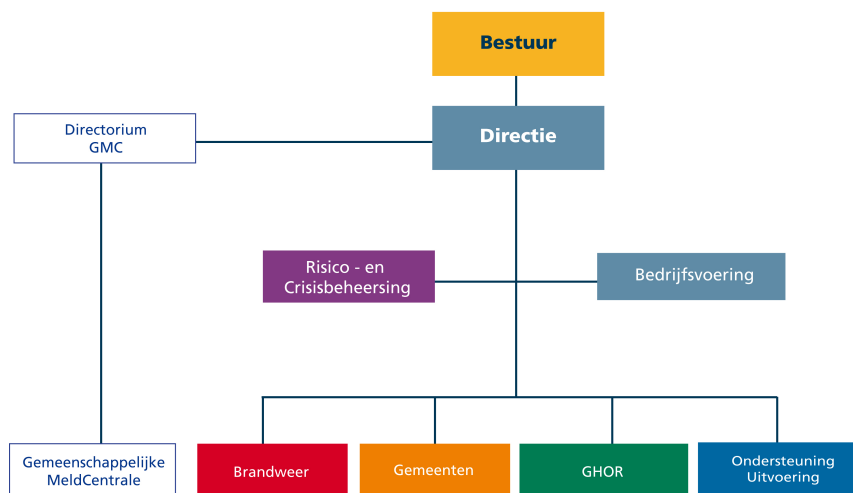 Bestuur
Directie
Directorium
GMC
Risico - en
Crisisbeheersing
Bedrijfsvoering
Gemeenschappelijke
MeldCentrale
Brandweer
Gemeenten
GHOR
Ondersteuning
Uitvoering